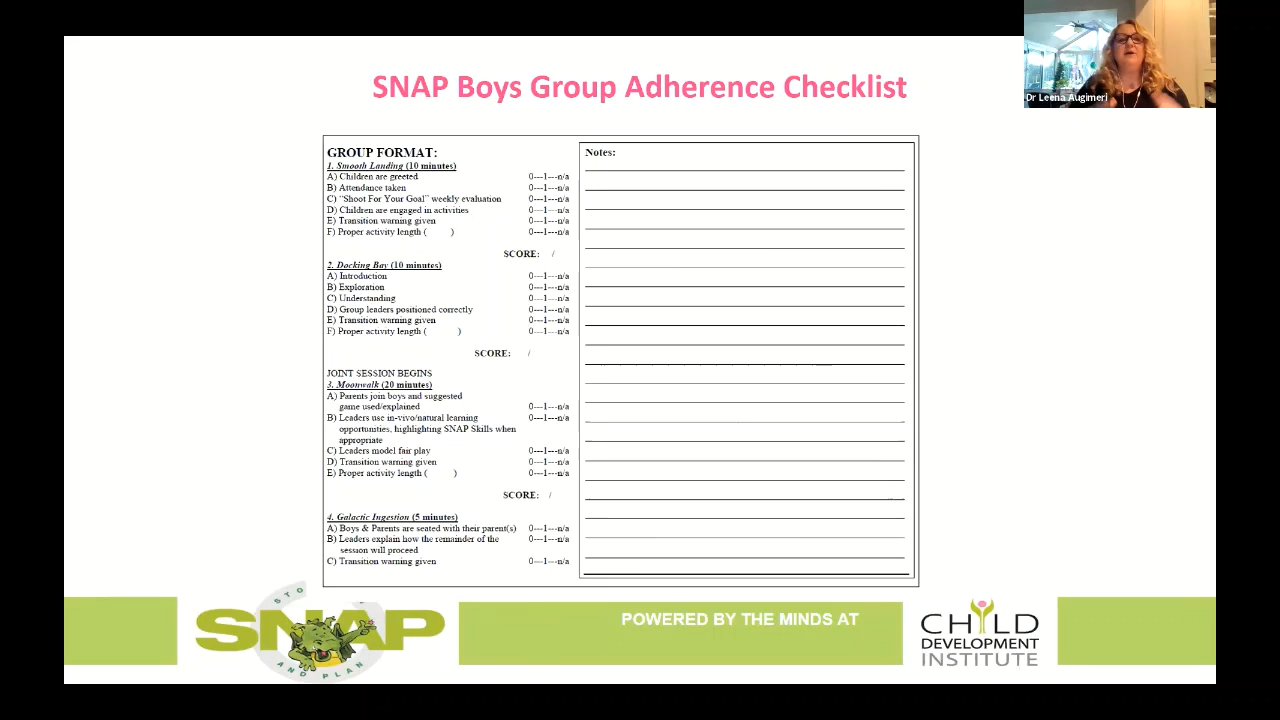 SNAP Boys Group Adherence Checklist
Dr Leena Augimeri
GROUP FORMAT:
1. Smooth Landing (10 minutes)
A) Children are greeted 0---1---n/a
B) Attendance taken 0---1---n/a
C) “Shoot For Your Goal” weekly evaluation 0---1---n/a
D) Children are engaged in activities 0---1---n/a
E) Transition warning given 0---1---n/a
F) Proper activity length ( ) 0---1---n/a
SCORE: /
2. Docking Bay (10 minutes)
A) Introduction 0---1---n/a
B) Exploration 0---1---n/a
C) Understanding 0---1---n/a
D) Group leaders positioned correctly 0---1---n/a
E) Transition warning given 0---1---n/a
F) Proper activity length ( ) 0---1---n/a
SCORE: /
JOINT SESSION BEGINS
3. Moonwalk (20 minutes)
A) Parents join boys and suggested
game used/explained 0---1---n/a
B) Leaders use in-vivo/natural learning 0---1---n/a
opportunities, highlighting SNAP Skills when
appropriate
C) Leaders model fair play 0---1---n/a
D) Transition warning given 0---1---n/a
E) Proper activity length ( ) 0---1---n/a
SCORE: /
4. Galactic Ingestion (5 minutes)
A) Boys & Parents are seated with their parent(s) 0---1---n/a
B) Leaders explain how the remainder of the 0---1---n/a
session will proceed
C) Transition warning given 0---1---n/a
Notes:
STO
SNAP
AND PLAN
POWERED BY THE MINDS AT
CHILD
DEVELOPMENT
INSTITUTE